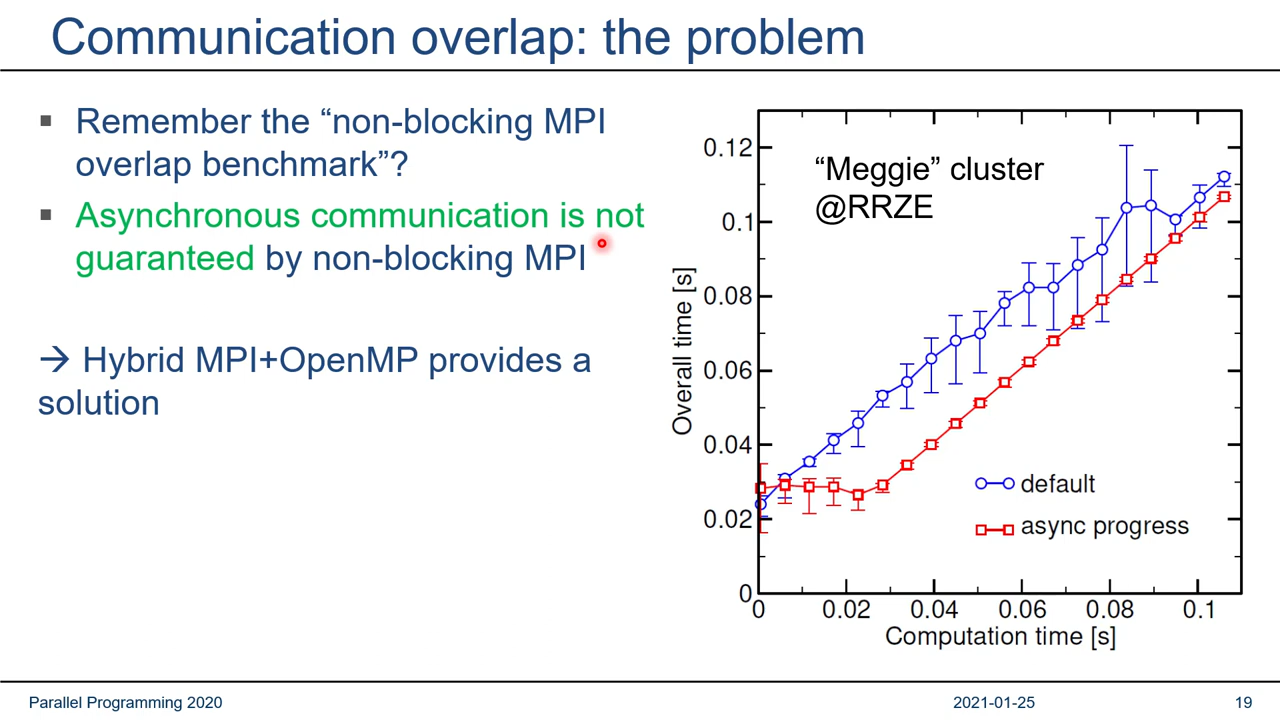 Communication overlap: the problem
▪ Remember the “non-blocking MPI
overlap benchmark”?
▪ Asynchronous communication is not
guaranteed by non-blocking MPI
→ Hybrid MPI+OpenMP provides a
solution
“Meggie” cluster
@RRZE
0.12
0.1
0.08
0.06
0.04
0.02
0
Overall time [s]
default
async progress
0 0.02 0.04 0.06 0.08 0.1
Computation time [s]
Parallel Programming 2020 2021-01-25 19